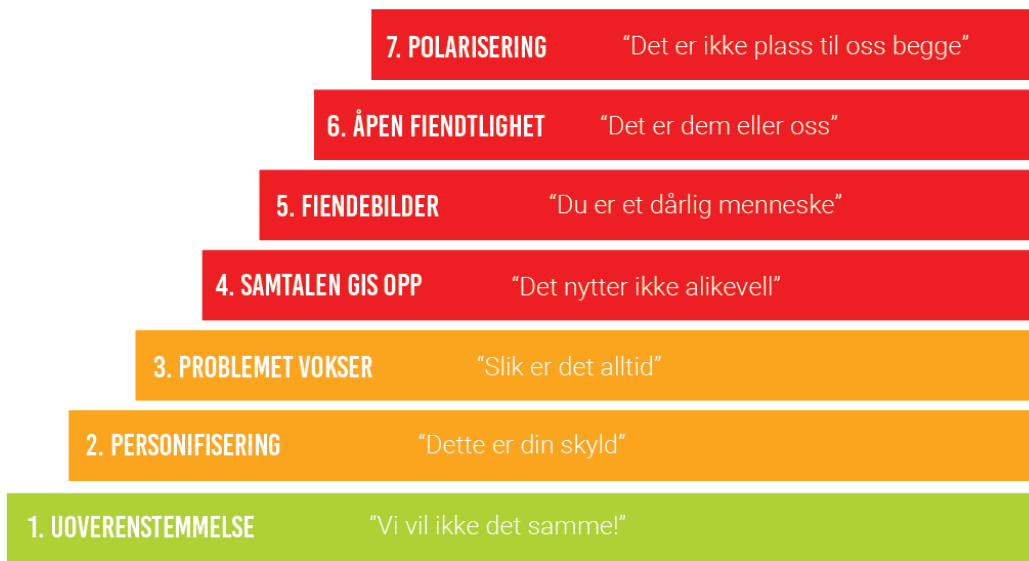 7. POLARISERING “Det er ikke plass til oss begge”
6. ÅPEN FIENDTLIGHET “Det er dem eller oss”
5. FIENDEBILDER “Du er et dårlig menneske”
4. SAMTALEN GIS OPP “Det nytter ikke alikevell”
3. PROBLEMET VOKSER “Slik er det alltid”
2. PERSONIFISERING “Dette er din skyld”
1. UOVERENSTEMMELSE “Vi vil ikke det samme!”